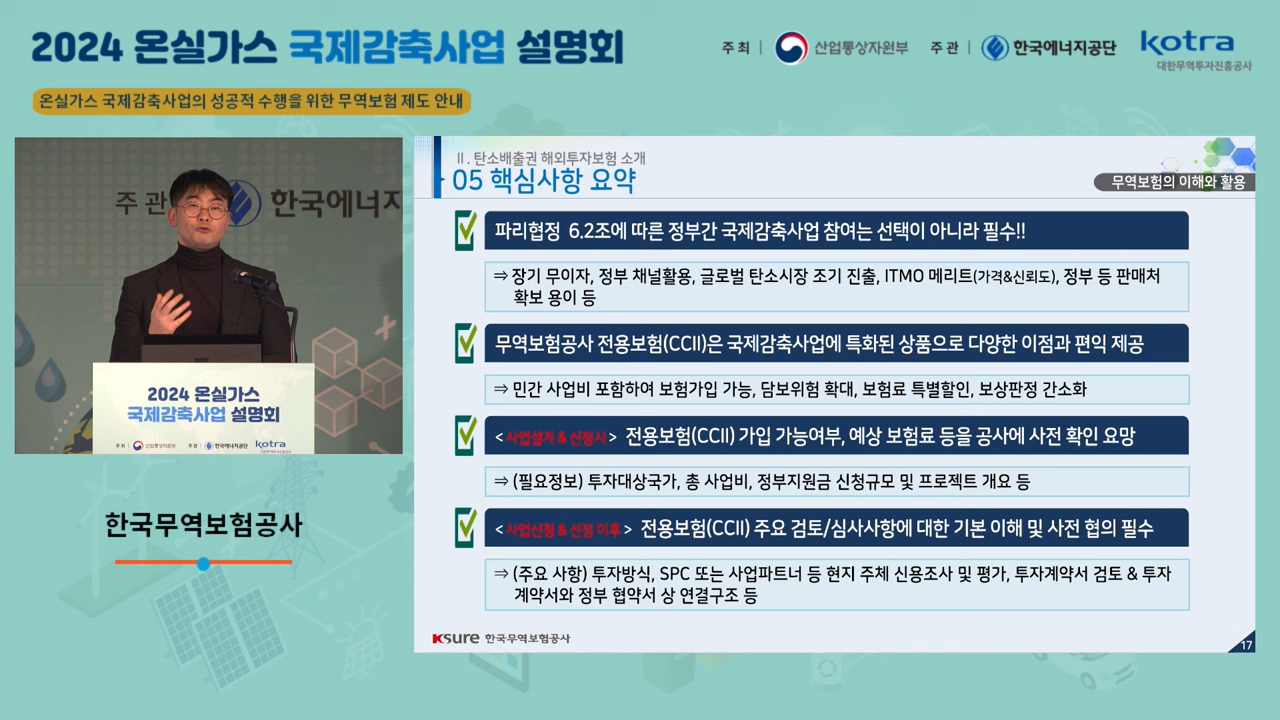 2024 온실가스 국제감축사업 설명회
주 최 | 산업통상자원부 주 관 | 한국에너지공단 kotra
대한무역투자진흥공사
온실가스 국제감축사업의 성공적 수행을 위한 무역보험 제도 안내
주 관 한국에너지
2024 온실가스
국제감축사업 설명회
주 최 | 산업통상자원부 주 관 | 한국에너지공단 kotra
한국무역보험공사
Ⅱ. 탄소배출권 해외투자보험 소개
05 핵심사항 요약
무역보험의 이해와 활용
파리협정 6.2조에 따른 정부간 국제감축사업 참여는 선택이 아니라 필수!!
⇒ 장기 무이자, 정부 채널활용, 글로벌 탄소시장 조기 진출, ITMO 메리트(가격&신뢰도), 정부 등 판매처
확보 용이 등
무역보험공사 전용보험(CCII)은 국제감축사업에 특화된 상품으로 다양한 이점과 편익 제공
⇒ 민간 사업비 포함하여 보험가입 가능, 담보위험 확대, 보험료 특별할인, 보상판정 간소화
< 사업설계 & 신청시 > 전용보험(CCII) 가입 가능여부, 예상 보험료 등을 공사에 사전 확인 요망
⇒ (필요정보) 투자대상국가, 총 사업비, 정부지원금 신청규모 및 프로젝트 개요 등
< 사업신청 & 선정 이후 > 전용보험(CCII) 주요 검토/심사사항에 대한 기본 이해 및 사전 협의 필수
⇒ (주요 사항) 투자방식, SPC 또는 사업파트너 등 현지 주체 신용조사 및 평가, 투자계약서 검토 & 투자
계약서와 정부 협약서 상 연결구조 등
Ksure 한국무역보험공사
17